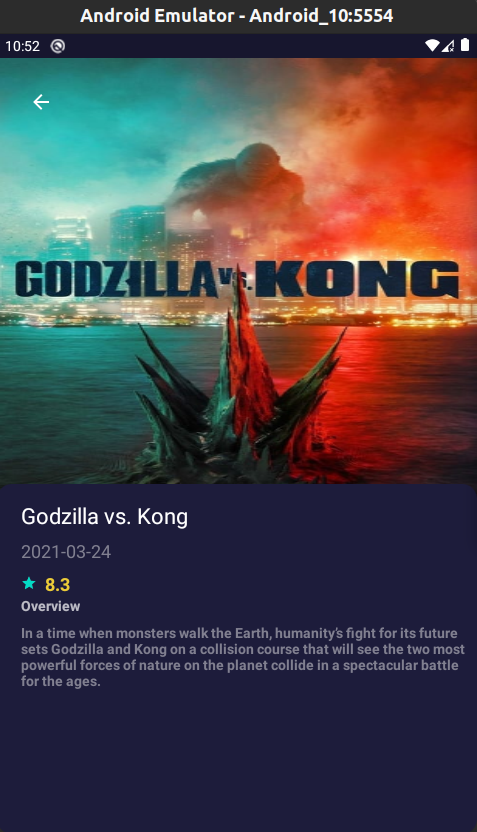 Android Emulator - Android_10:5554
10:52
GODZILLA vs. KONG
Godzilla vs. Kong
2021-03-24
8.3
Overview
In a time when monsters walk the Earth, humanity's fight for its future
sets Godzilla and Kong on a collision course that will see the two most
powerful forces of nature on the planet collide in a spectacular battle
for the ages.